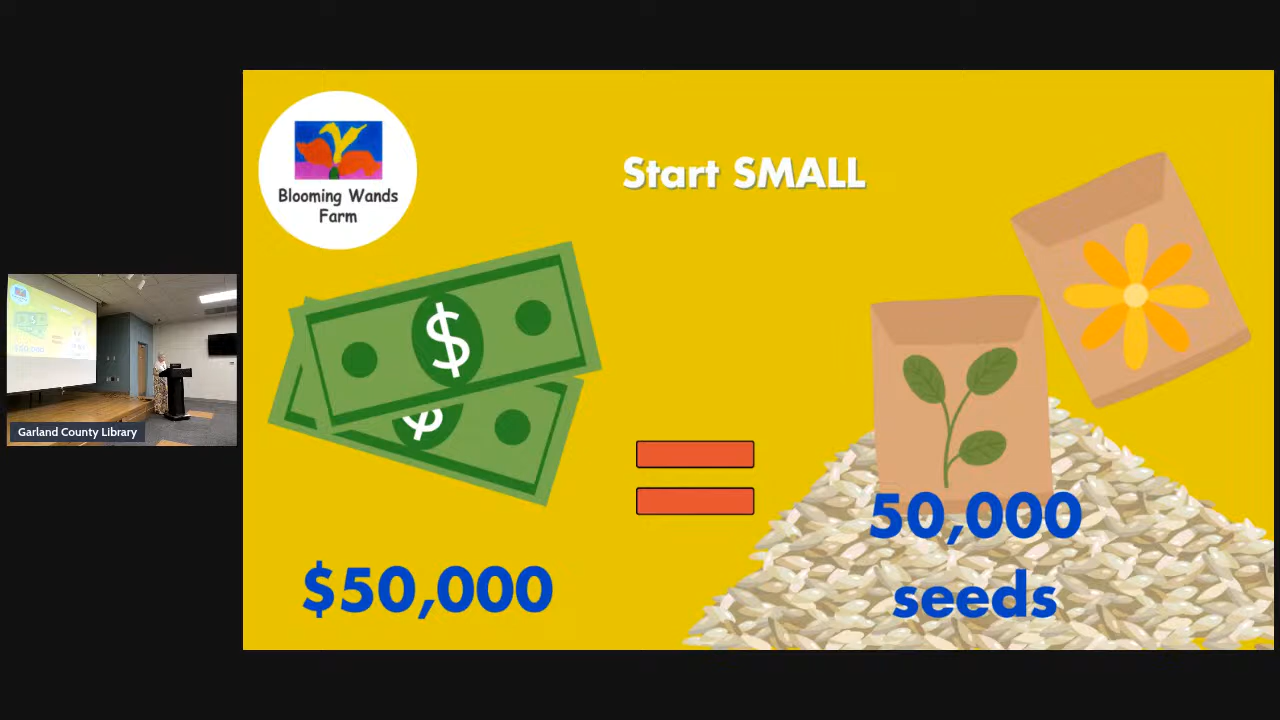 Blooming Wands
Farm
Start SMALL
$
$
$50,000
50,000
seeds
Garland County Library